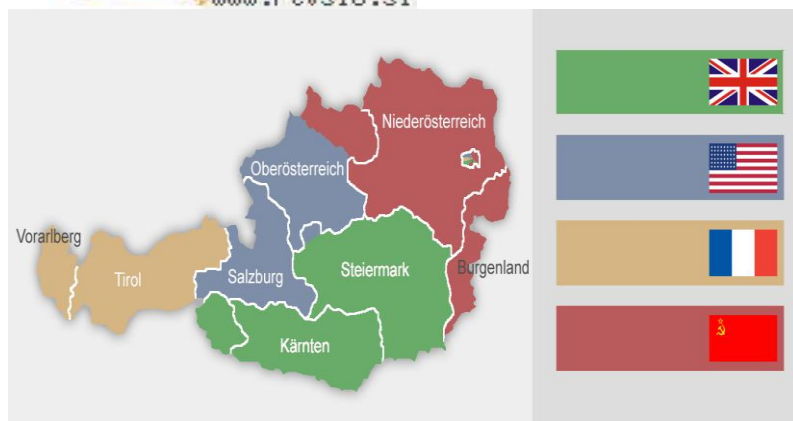 Niederösterreich
Oberösterreich
Vorarlberg
Tirol
Salzburg
Steiermark
Burgenland
Kärnten